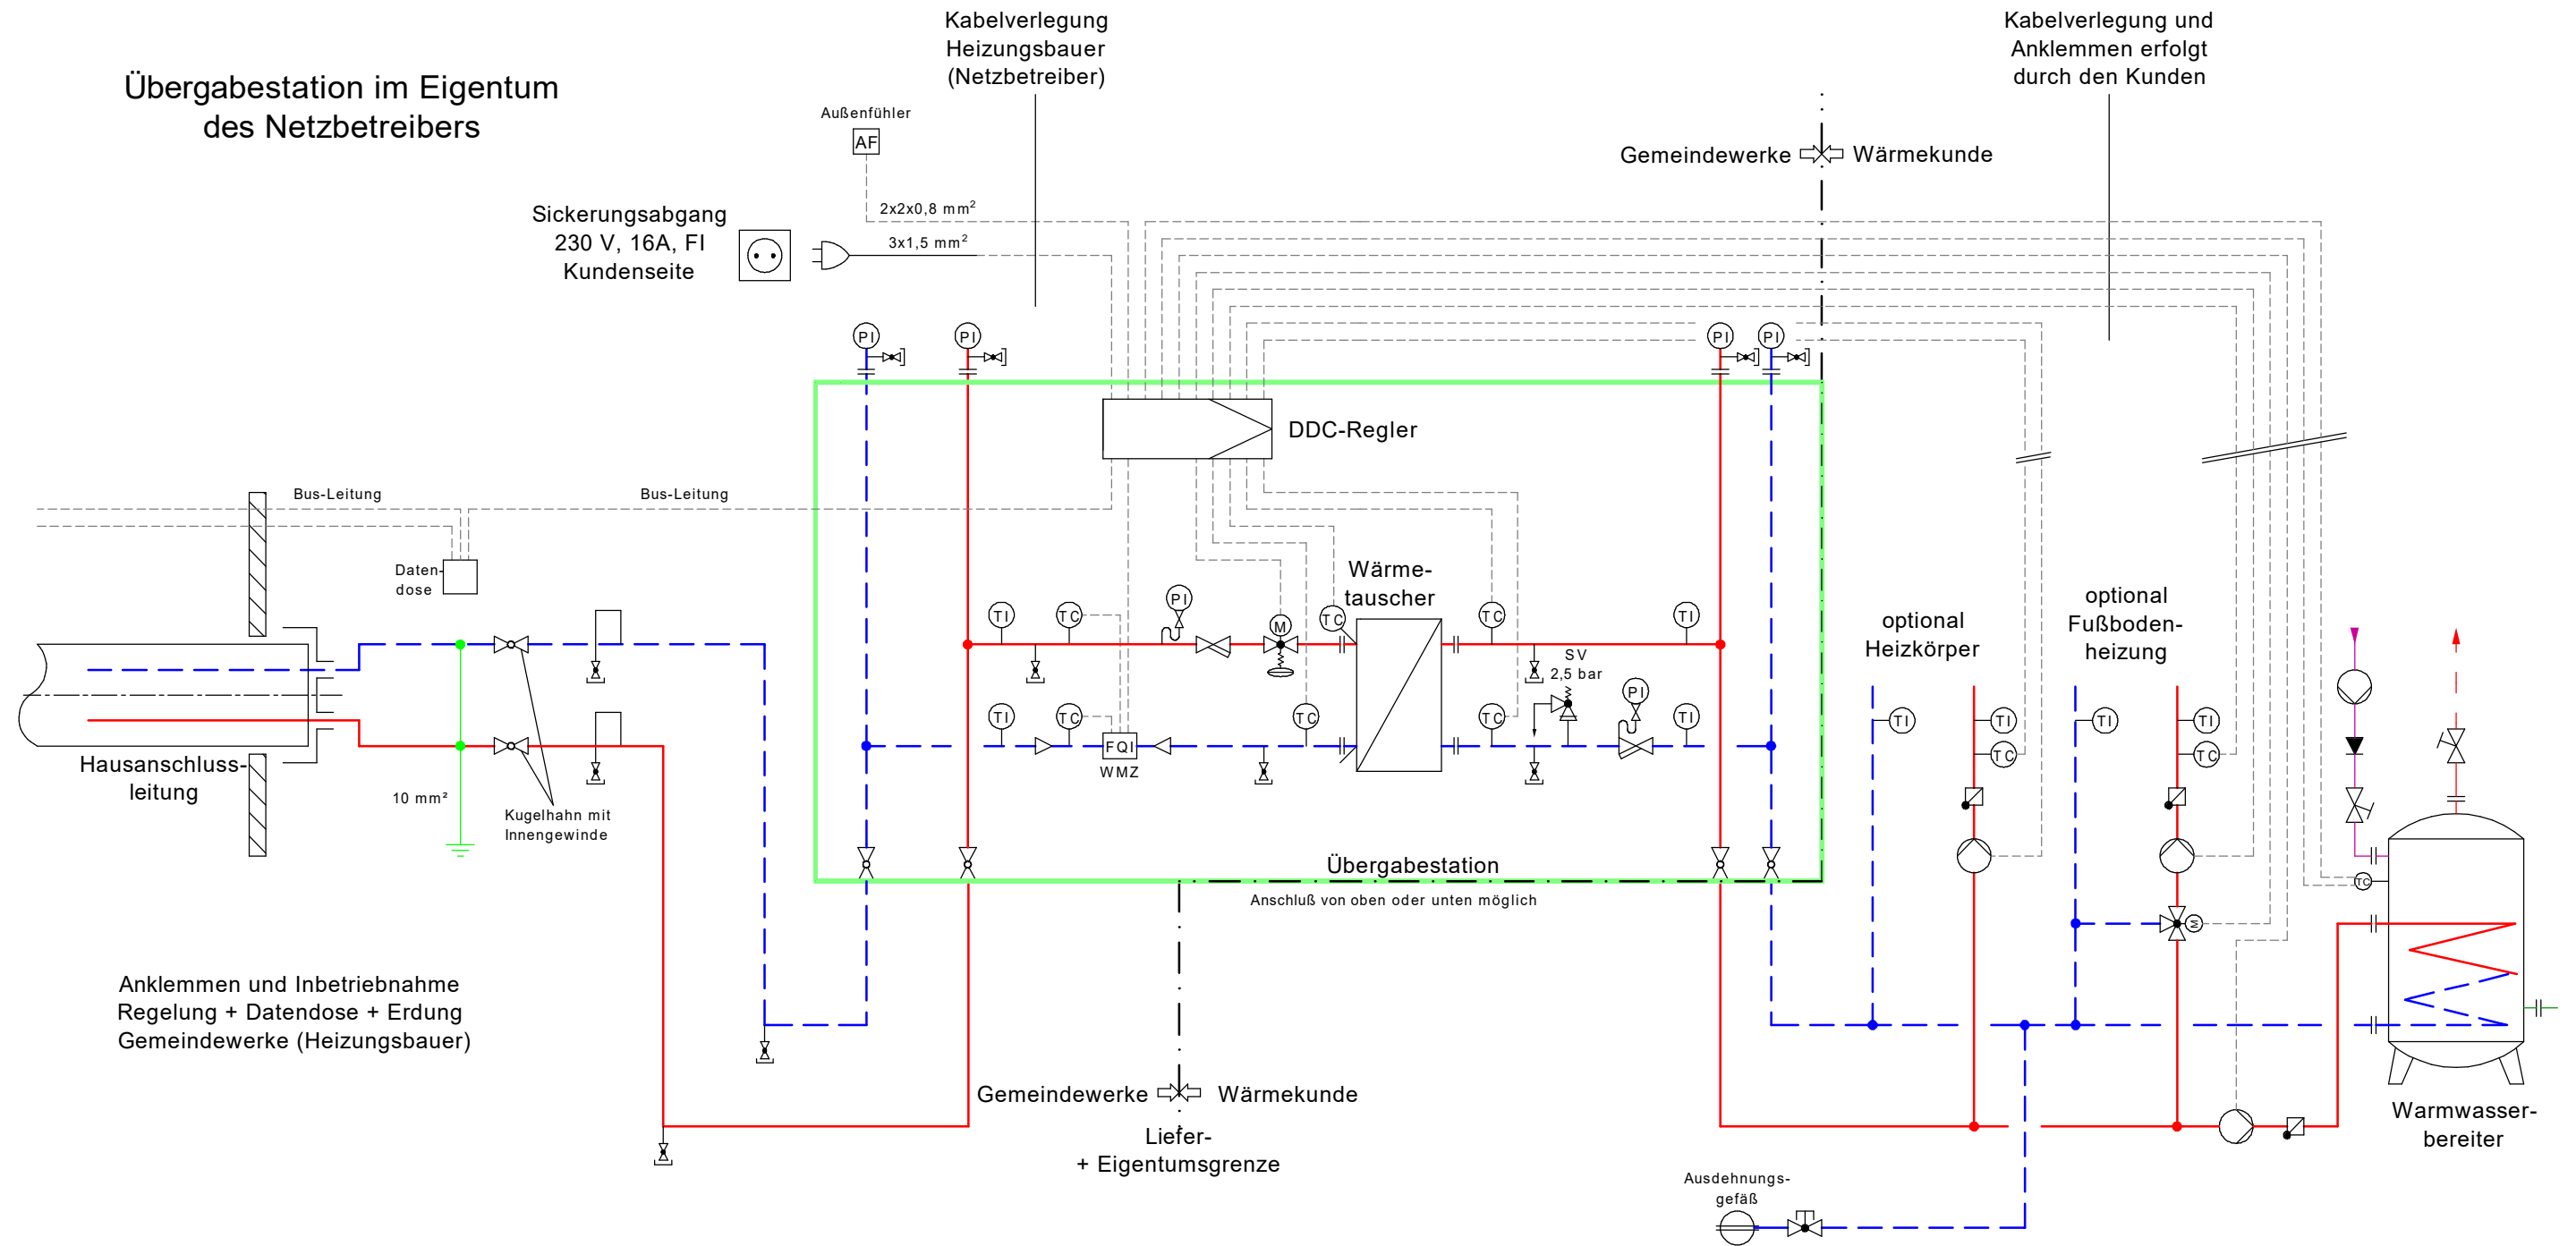 Übergabestation im Eigentum
des Netzbetreibers
Kabelverlegung
Heizungsbauer
(Netzbetreiber)
Kabelverlegung und
Anklemmen erfolgt
durch den Kunden
Außenfühler
AF
Gemeindewerke
Wärmekunde
2x2x0,8 mm²
3x1,5 mm²
Sickerungsabgang
230 V, 16A, FI
Kundenseite
PI
PI
PI
PI
DDC-Regler
Bus-Leitung
Bus-Leitung
Daten-
dose
Wärme-
tauscher
TI
TC
PI
M
TC
TC
TI
SV
2,5 bar
TI
TC
FQI
WMZ
TC
TC
PI
TI
optional
Heizkörper
optional
Fußboden-
heizung
TI
TI
TC
TI
TI
TC
TC
M
Hausanschluss-
leitung
10 mm²
Kugelhahn mit
Innengewinde
Übergabestation
Anschluß von oben oder unten möglich
Anklemmen und Inbetriebnahme
Regelung + Datendose + Erdung
Gemeindewerke (Heizungsbauer)
Gemeindewerke
Wärmekunde
Liefer-
+ Eigentumsgrenze
Warmwasser-
bereiter
Ausdehnungs-
gefäß